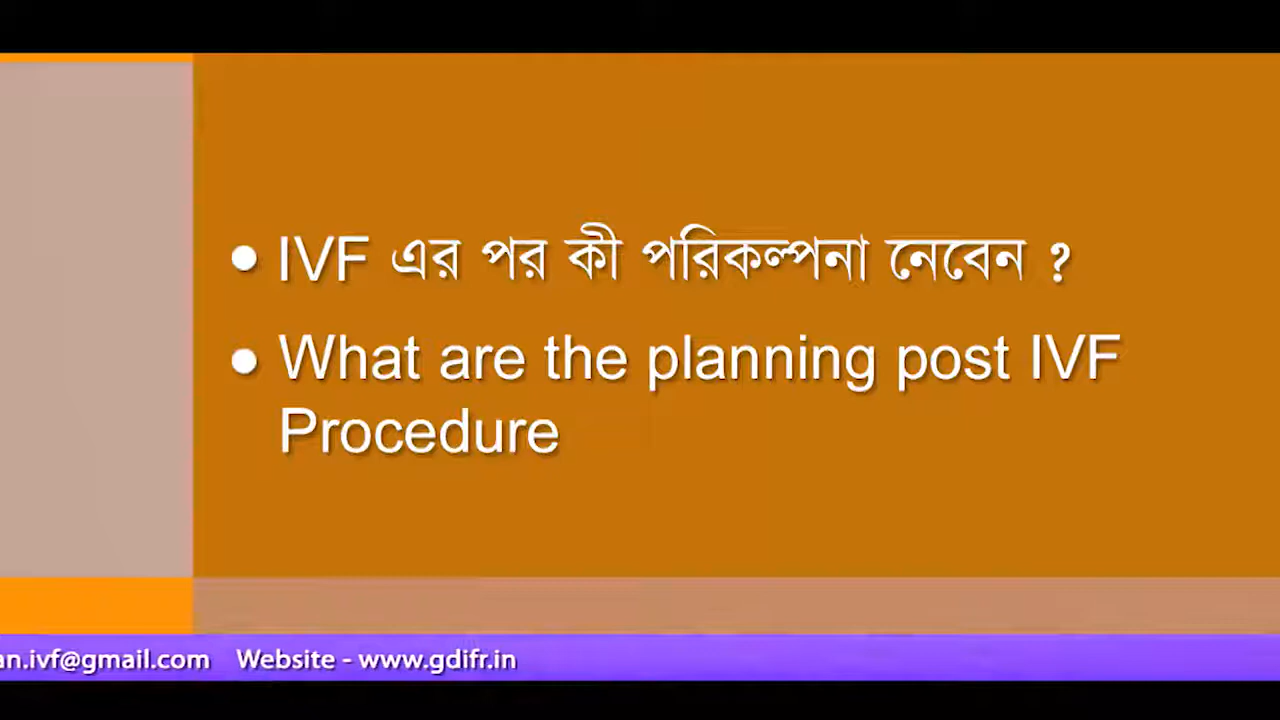 • IVF এর পর কী পরিকল্পনা নেবেন ?
• What are the planning post IVF
Procedure
an.ivf@gmail.com Website - www.gdifr.in